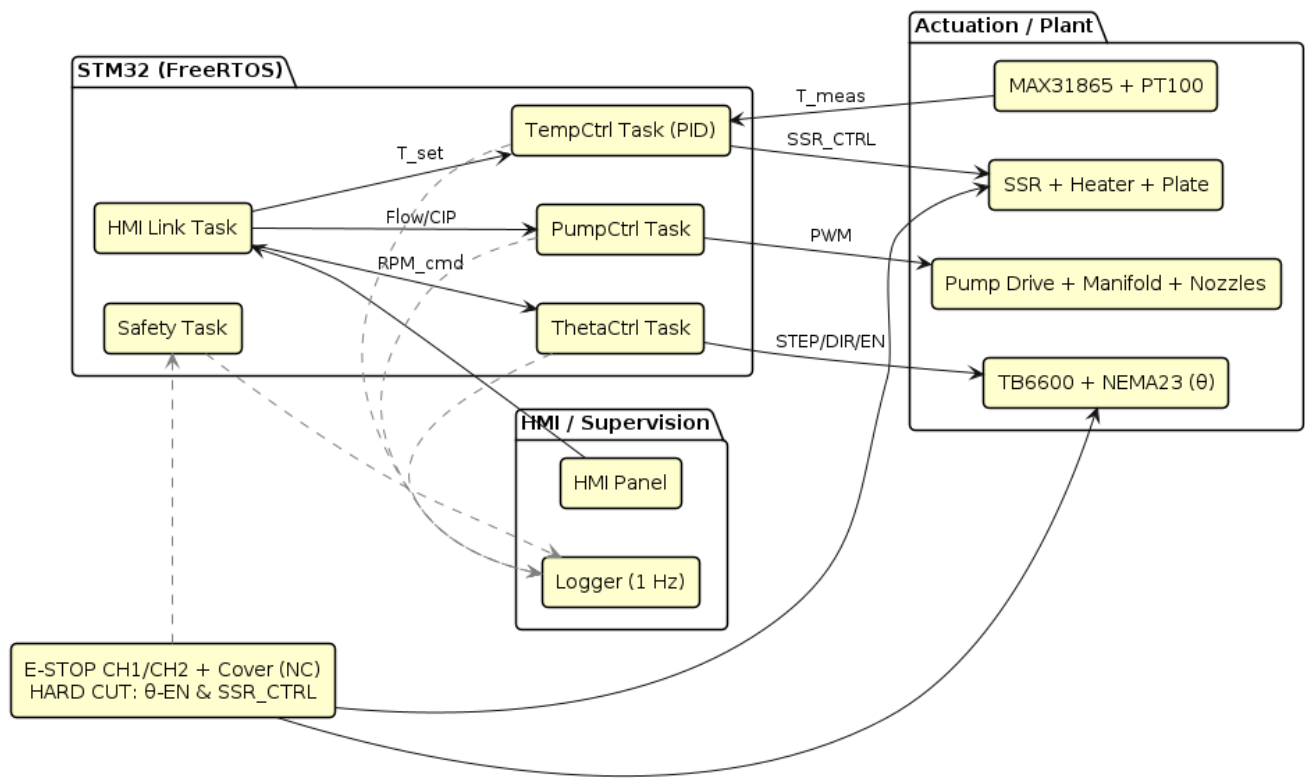 Actuation / Plant
STM32 (FreeRTOS)
MAX31865 + PT100
T_meas
TempCtrl Task (PID)
SSR_CTRL
T_set
SSR + Heater + Plate
HMI Link Task
Flow/CIP
PumpCtrl Task
PWM
RPM_cmd
Pump Drive + Manifold + Nozzles
Safety Task
ThetaCtrl Task
STEP/DIR/EN
TB6600 + NEMA23 (θ)
HMI / Supervision
HMI Panel
Logger (1 Hz)
E-STOP CH1/CH2 + Cover (NC)
HARD CUT: θ-EN & SSR_CTRL